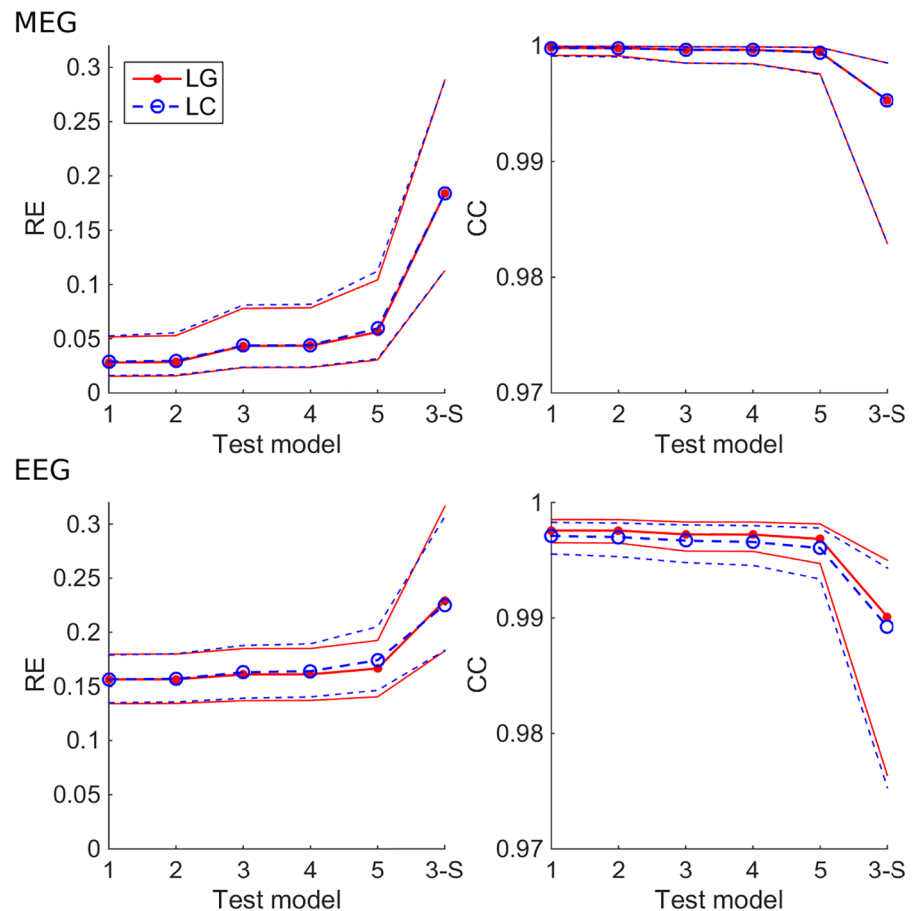 MEG
0.3
0.25
0.2
0.15
0.1
0.05
0
RE
LG
LC
1 2 3 4 5 3-S
Test model
1
0.99
0.98
0.97
CC
1 2 3 4 5 3-S
Test model
EEG
0.3
0.25
0.2
0.15
0.1
0.05
0
RE
1 2 3 4 5 3-S
Test model
1
0.99
0.98
0.97
CC
1 2 3 4 5 3-S
Test model